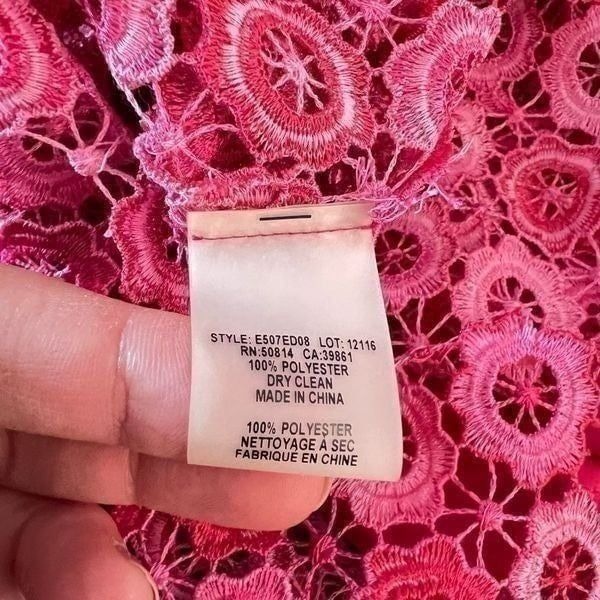 STYLE: E507ED08 LOT: 12116
RN:50814 CA:39861
100% POLYESTER
DRY CLEAN
MADE IN CHINA
100% POLYESTER
NETTOYAGE À SEC
FABRIQUÉ EN CHINE